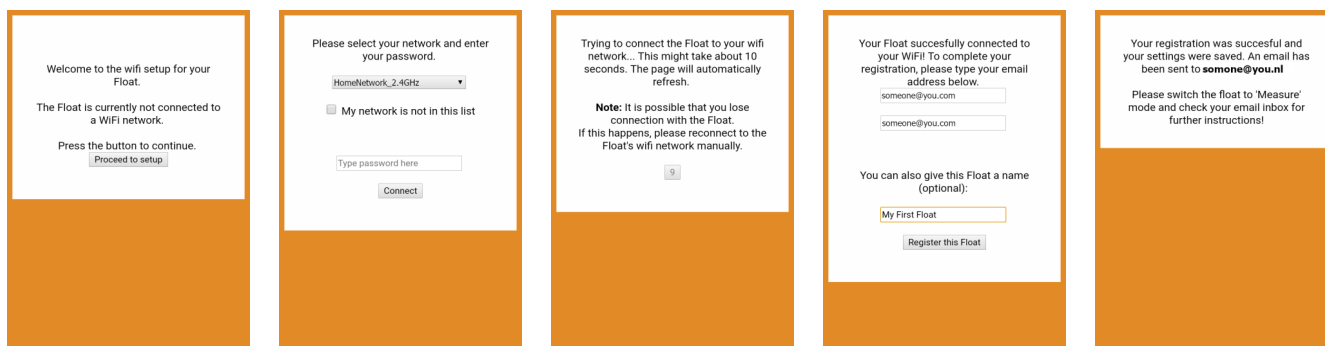 Welcome to the wifi setup for your
Float.
The Float is currently not connected to
a WiFi network.
Press the button to continue.
Proceed to setup
Please select your network and enter
your password.
HomeNetwork_2.4GHz
My network is not in this list
Type password here
Connect
Trying to connect the Float to your wifi
network... This might take about 10
seconds. The page will automatically
refresh.
Note: It is possible that you lose
connection with the Float.
If this happens, please reconnect to the
Float's wifi network manually.
9
Your Float succesfully connected to
your WiFi! To complete your
registration, please type your email
address below.
someone@you.com
someone@you.com
You can also give this Float a name
(optional):
My First Float
Register this Float
Your registration was succesful and
your settings were saved. An email has
been sent to somone@you.nl
Please switch the float to 'Measure'
mode and check your email inbox for
further instructions!